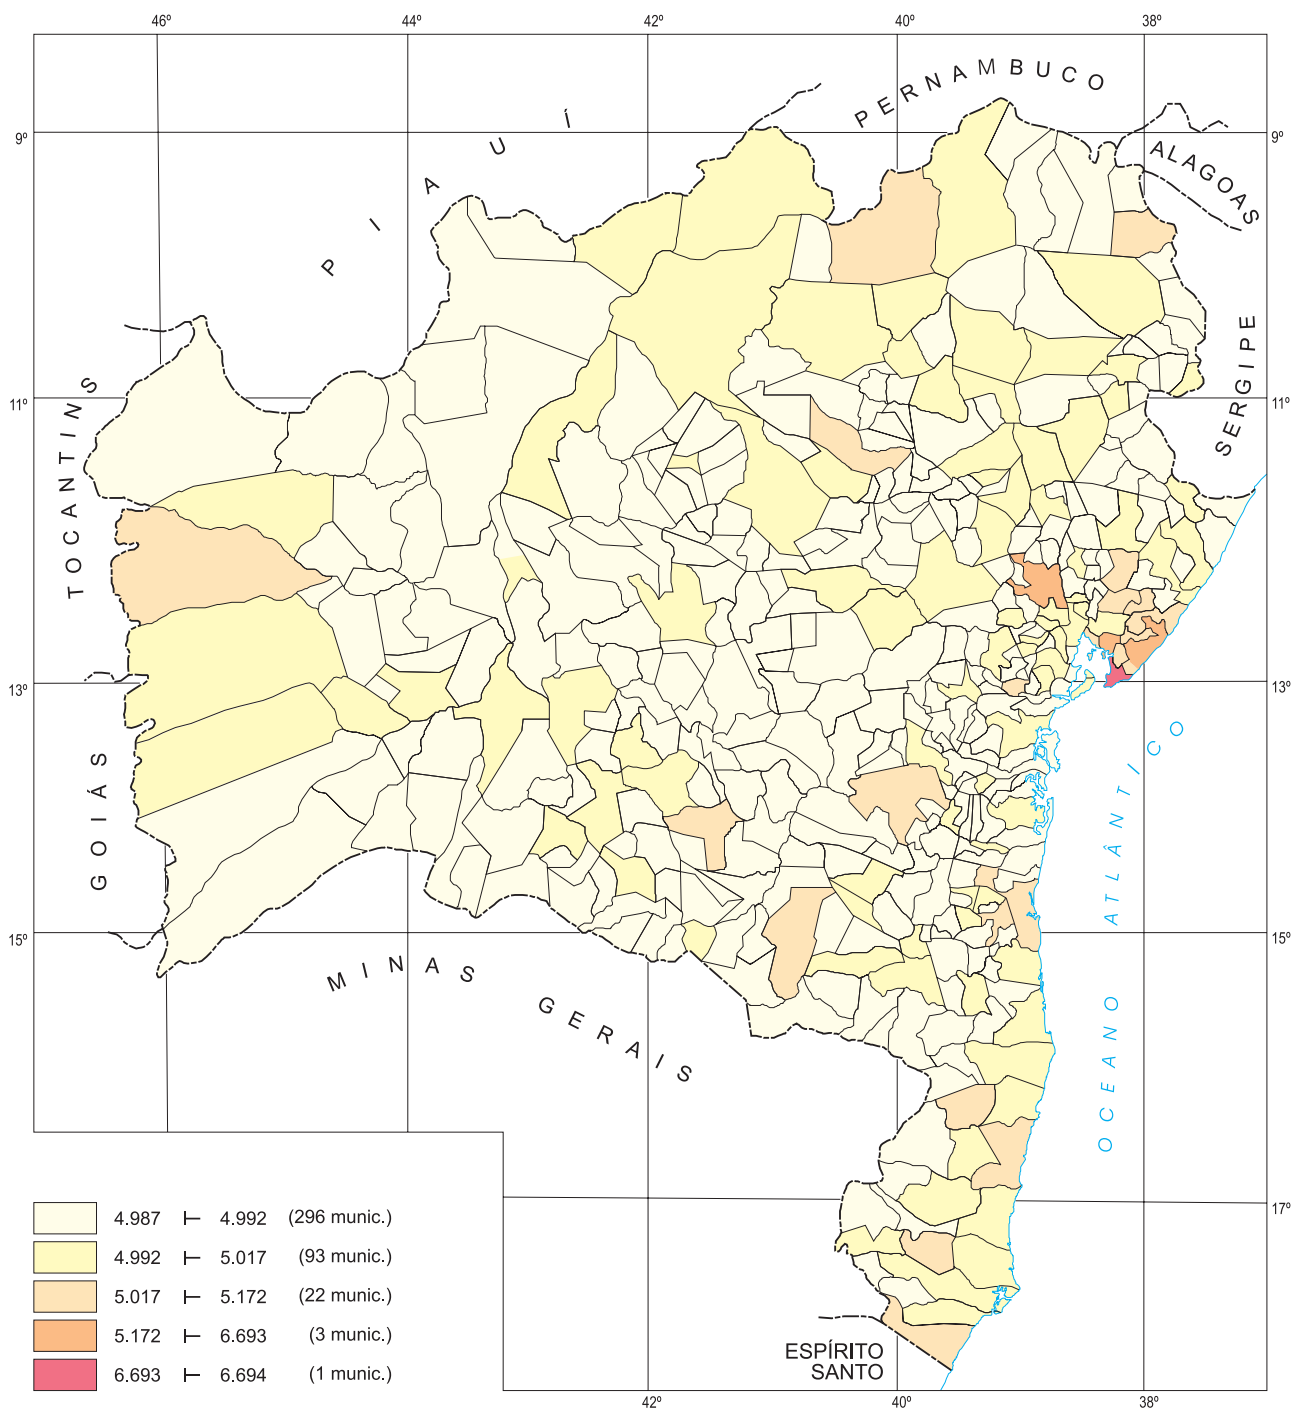 46º 44º 42º 40º 38º
PERNAMBUCO
PIAUÍ
9º 9º
ALAGOAS
SERGIPE
11º 11º
TOCANTINS
13º 13º
GOIÁS
OCEANO ATLÂNTICO
15º 15º
MINAS GERAIS
17º
4.987 ⊢ 4.992 (296 munic.)
4.992 ⊢ 5.017 (93 munic.)
5.017 ⊢ 5.172 (22 munic.)
5.172 ⊢ 6.693 (3 munic.)
6.693 ⊢ 6.694 (1 munic.)
ESPÍRITO
SANTO
42º 40º 38º